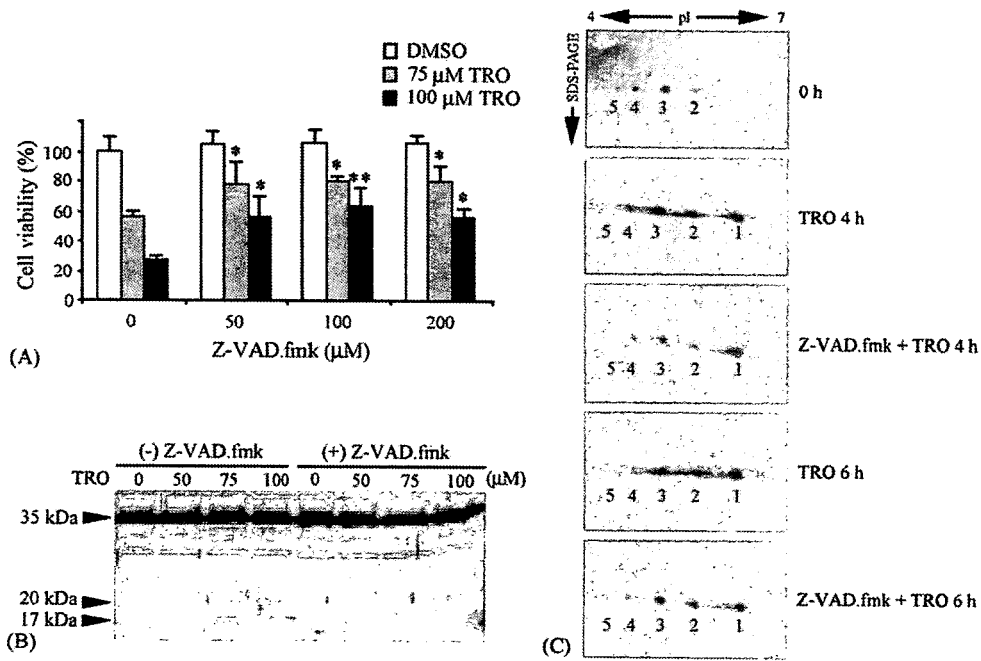 DMSO
75 μM TRO
100 μM TRO
Cell viability (%)
100
80
60
40
20
0
* * * ** * *
0 50 100 200
Z-VAD.fmk (μM)
(A)
(-) Z-VAD.fmk (+) Z-VAD.fmk
TRO 0 50 75 100 0 50 75 100 (μM)
35 kDa
20 kDa
17 kDa
(B)
4 pI 7
SDS-PAGE
5 4 3 2
0 h
5 4 3 2 1
TRO 4 h
5 4 3 2 1
Z-VAD.fmk + TRO 4 h
5 4 3 2 1
TRO 6 h
5 4 3 2 1
Z-VAD.fmk + TRO 6 h
(C)